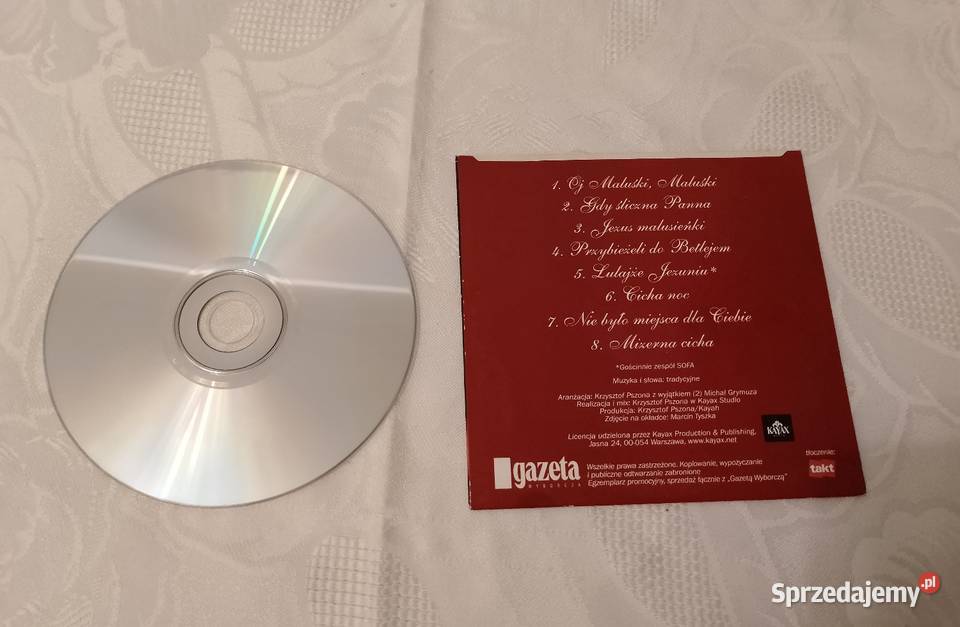 1. Oj Maluśki, Maluśki
2. Gdy śliczna Panna
3. Jezus malusieńki
4. Przybieżeli do Betlejem
5. Lulajże Jezuniu*
6. Cicha noc
7. Nie było miejsca dla Ciebie
8. Mizerna cicha
*Gościnnie zespół SOFA
Muzyka i słowa: tradycyjne
Aranżacja: Krzysztof Pszona z wyjątkiem (2) Michał Grymuza
Realizacja i mix: Krzysztof Pszona w Kayax Studio
Produkcja: Krzysztof Pszona/Kayah
Zdjęcie na okładce: Marcin Tyszka
Licencja udzielona przez Kayax Production & Publishing,
Jasna 24, 00-054 Warszawa, www.kayax.net
KAYAX
gazeta
WYBORCZA
Wszelkie prawa zastrzeżone. Kopiowanie, wypożyczanie
i publiczne odtwarzanie zabronione
Egzemplarz promocyjny, sprzedaż łącznie z „Gazetą Wyborczą”
tłoczenie:
takt
Sprzedajemy.pl